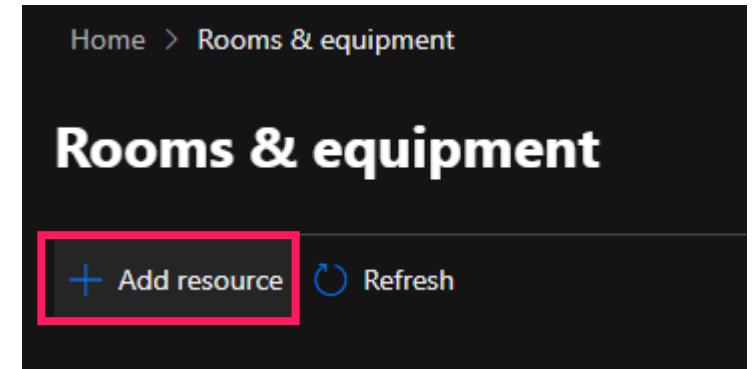 Home > Rooms & equipment
Rooms & equipment
Add resource Refresh